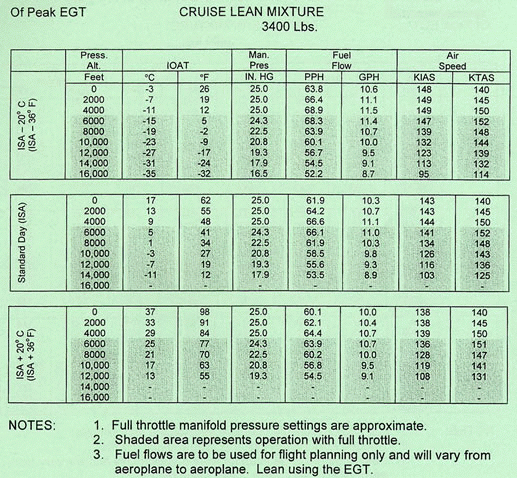 Of Peak EGT CRUISE LEAN MIXTURE
3400 Lbs.
Press. Man. Fuel Air
Alt. IOAT Pres Flow Speed
Feet °C °F IN. HG PPH GPH KIAS KTAS
ISA – 20° C
(ISA – 36° F)
0 -3 26 25.0 63.8 10.6 148 140
2000 -7 19 25.0 66.4 11.1 149 145
4000 -11 12 25.0 68.9 11.5 149 150
6000 -15 5 24.3 68.3 11.4 147 152
8000 -19 -2 22.5 63.9 10.7 139 148
10,000 -23 -9 20.8 60.1 10.0 132 144
12,000 -27 -17 19.3 56.7 9.5 123 139
14,000 -31 -24 17.9 54.5 9.1 113 132
16,000 -35 -32 16.5 52.2 8.7 95 114
Standard Day (ISA)
0 17 62 25.0 61.9 10.3 143 140
2000 13 55 25.0 64.2 10.7 143 145
4000 9 48 25.0 66.6 11.1 144 150
6000 5 41 24.3 66.1 11.0 141 152
8000 1 34 22.5 61.9 10.3 134 148
10,000 -3 27 20.8 58.5 9.8 126 143
12,000 -7 19 19.3 55.6 9.3 116 136
14,000 -11 12 17.9 53.5 8.9 103 125
16,000 - - - - - - -
ISA + 20° C
(ISA + 36° F)
0 37 98 25.0 60.1 10.0 138 140
2000 33 91 25.0 62.1 10.4 138 145
4000 29 84 25.0 64.4 10.7 139 150
6000 25 77 24.3 63.9 10.7 136 151
8000 21 70 22.5 60.2 10.0 128 147
10,000 17 63 20.8 56.8 9.5 119 141
12,000 13 55 19.3 54.5 9.1 108 131
14,000 - - - - - - -
16,000 - - - - - - -
NOTES: 1. Full throttle manifold pressure settings are approximate.
2. Shaded area represents operation with full throttle.
3. Fuel flows are to be used for flight planning only and will vary from
aeroplane to aeroplane. Lean using the EGT.